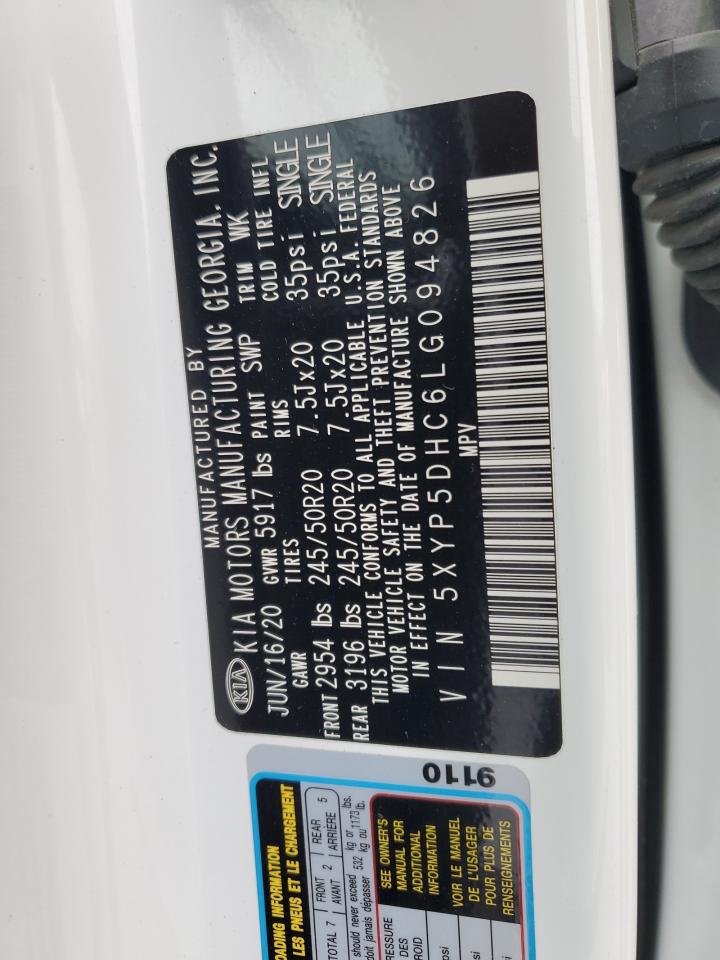 MANUFACTURED BY
KIA KIA MOTORS MANUFACTURING GEORGIA, INC.
JUN/16/20 GVWR 5917 lbs PAINT SWP TRIM WK
GAWR TIRES RIMS COLD TIRE INFL
FRONT 2954 lbs 245/50R20 7.5Jx20 35psi SINGLE
REAR 3196 lbs 245/50R20 7.5Jx20 35psi SINGLE
THIS VEHICLE CONFORMS TO ALL APPLICABLE U.S.A. FEDERAL
MOTOR VEHICLE SAFETY AND THEFT PREVENTION STANDARDS
IN EFFECT ON THE DATE OF MANUFACTURE SHOWN ABOVE
VIN 5XYP5DHC6LG094826
MPV
9110
LOADING INFORMATION
LES PNEUS ET LE CHARGEMENT
TOTAL 7 FRONT 2 REAR 5
AVANT 2 ARRIÈRE 5
should never exceed 532 kg or 1173 lbs.
doit jamais dépasser 532 kg ou 1173 lb.
SEE OWNER'S
MANUAL FOR
ADDITIONAL
INFORMATION
VOIR LE MANUEL
DE L'USAGER
POUR PLUS DE
RENSEIGNEMENTS